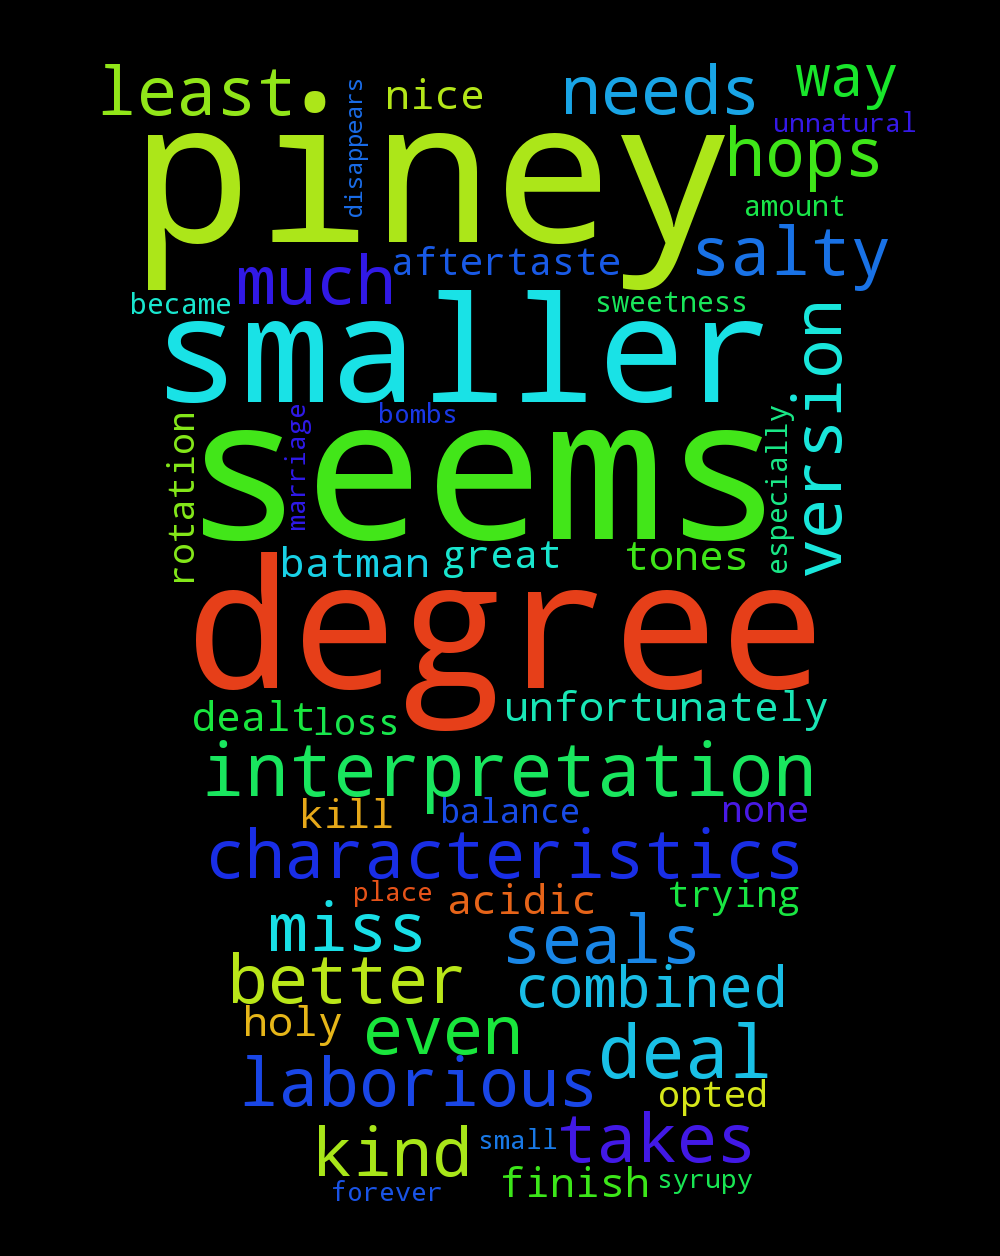 least
nice
needs
way
disappears
unnatural
piney
hops
amount
much
aftertaste
salty
became
sweetness
smaller
version
rotation
marriage
bombs
especially
seems
batman
great
tones
degree
dealt
loss
unfortunately
interpretation
kill
balance
none
characteristics
place
acidic
trying
miss
seals
better
combined
holy
even
deal
laborious
opted
kind
small
takes
forever
finish
syrupy